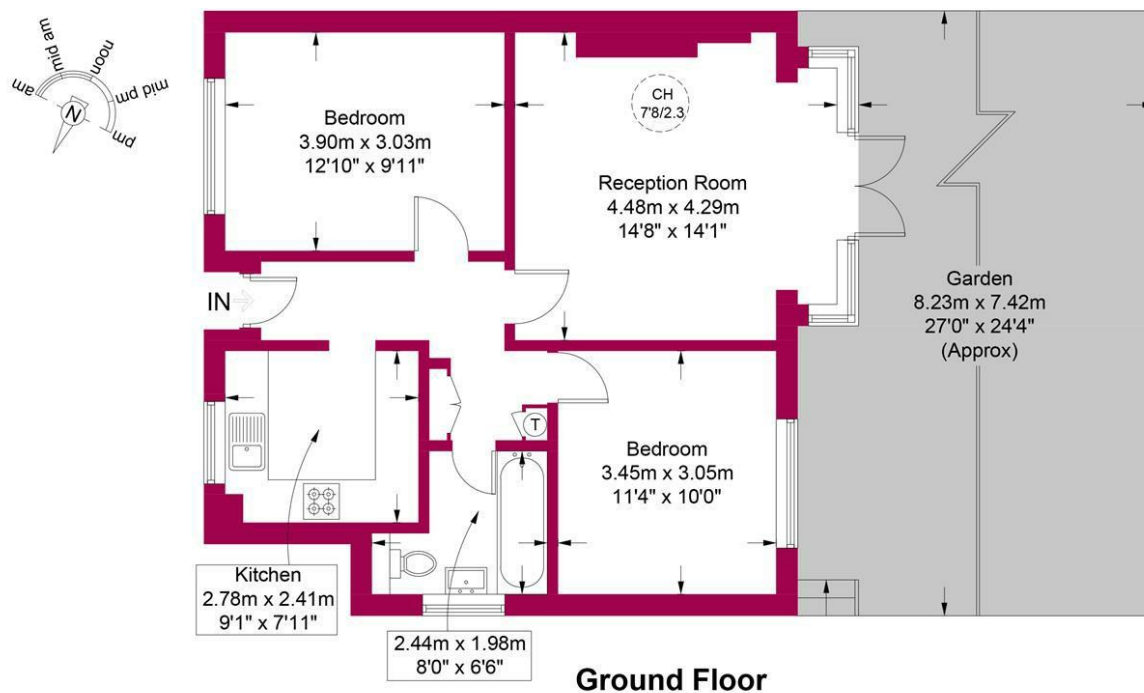 am
mid am
noon
mid pm
pm
N
Bedroom
3.90m x 3.03m
12'10" x 9'11"
CH
7'8/2.3
Reception Room
4.48m x 4.29m
14'8" x 14'1"
IN
Garden
8.23m x 7.42m
27'0" x 24'4"
(Approx)
T
Bedroom
3.45m x 3.05m
11'4" x 10'0"
Kitchen
2.78m x 2.41m
9'1" x 7'11"
2.44m x 1.98m
8'0" x 6'6"
Ground Floor